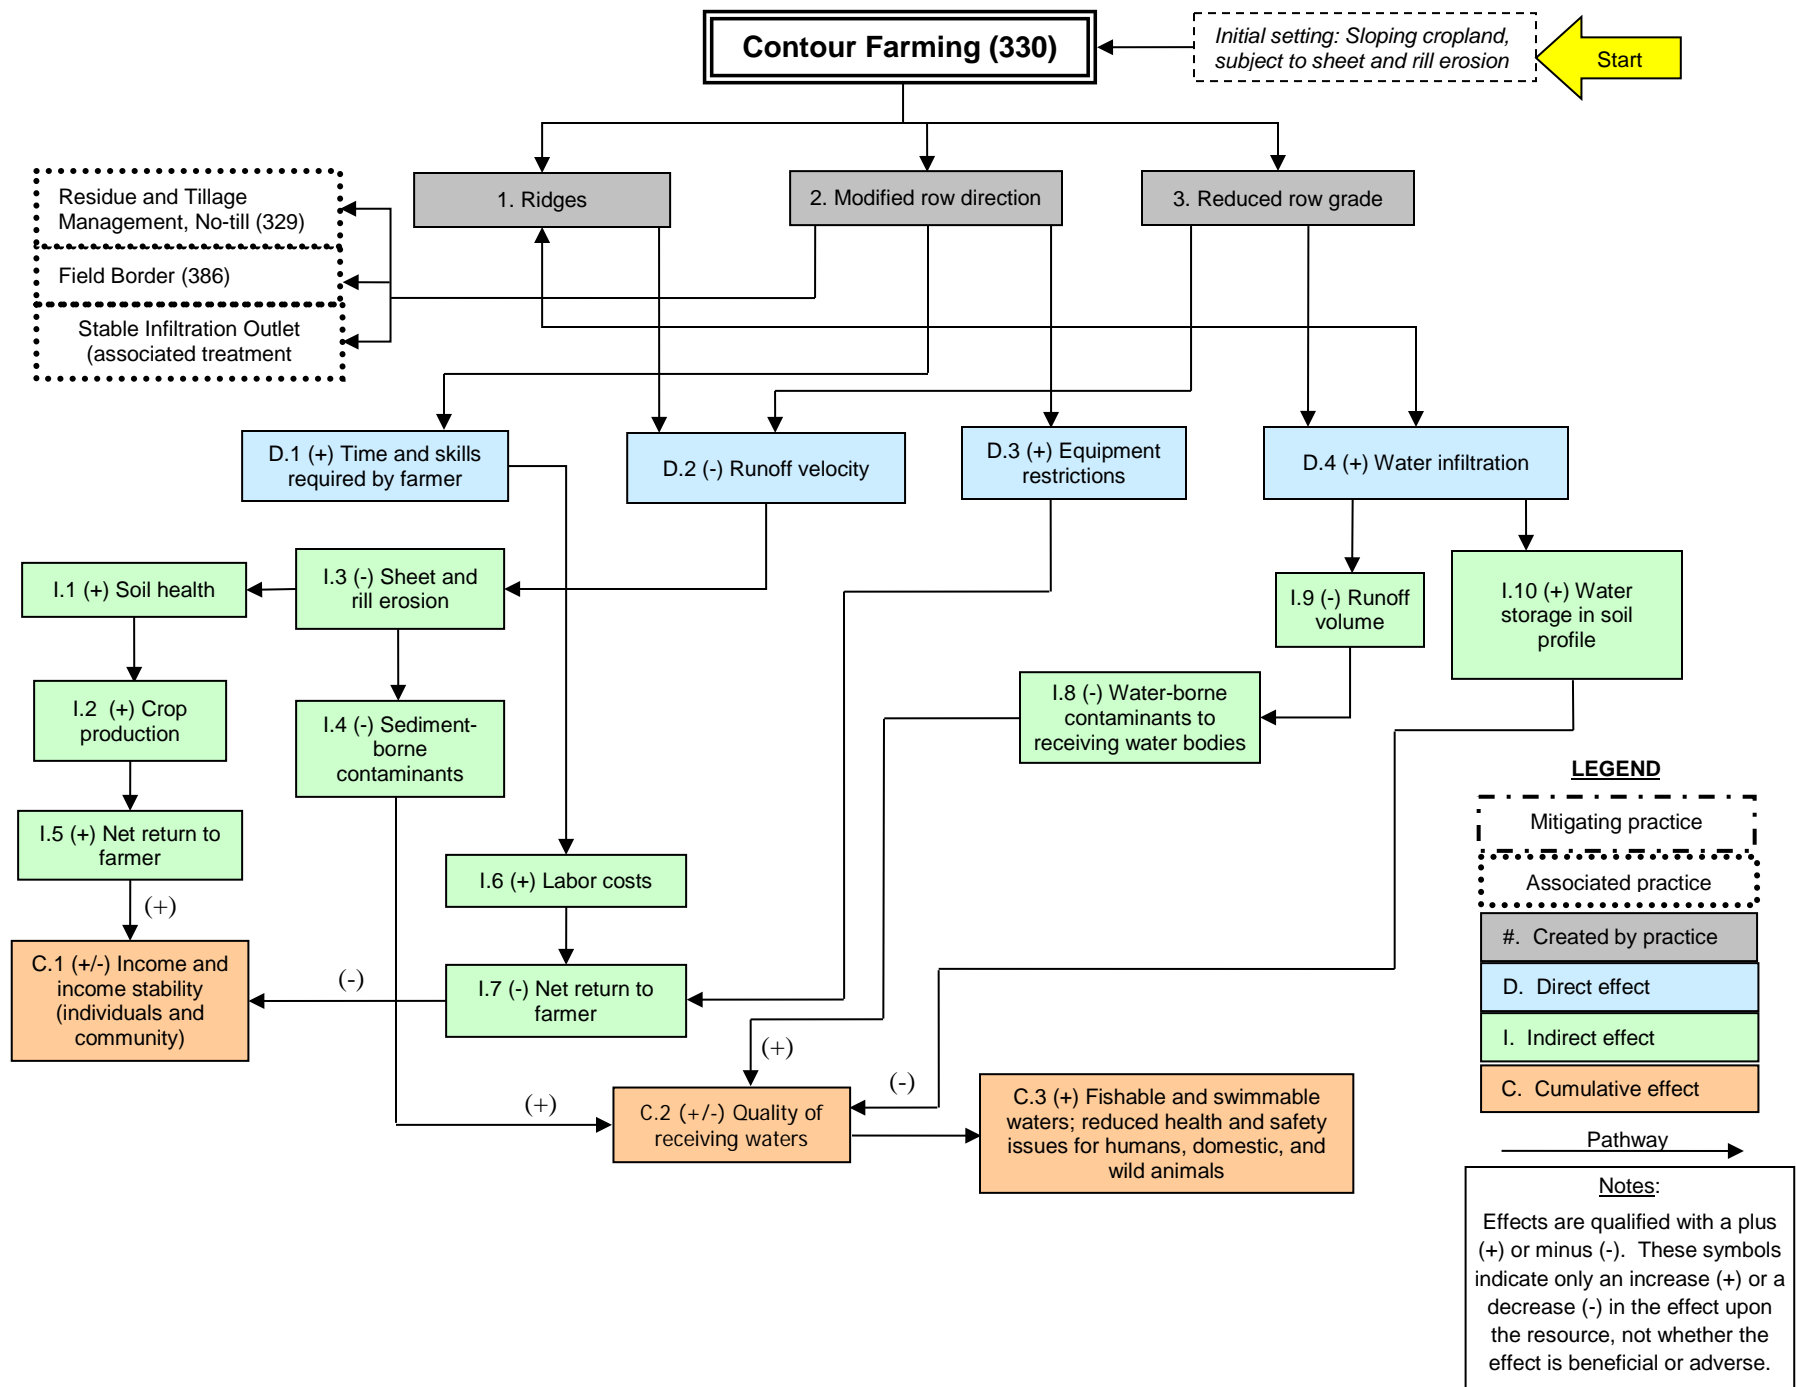 Contour Farming (330)
Initial setting: Sloping cropland,
subject to sheet and rill erosion
Start
Residue and Tillage
Management, No-till (329)
Field Border (386)
Stable Infiltration Outlet
(associated treatment
1. Ridges
2. Modified row direction
3. Reduced row grade
D.1 (+) Time and skills
required by farmer
D.2 (-) Runoff velocity
D.3 (+) Equipment
restrictions
D.4 (+) Water infiltration
I.1 (+) Soil health
I.3 (-) Sheet and
rill erosion
I.9 (-) Runoff
volume
I.10 (+) Water
storage in soil
profile
I.2  (+) Crop
production
I.4 (-) Sediment-
borne
contaminants
I.8 (-) Water-borne
contaminants to
receiving water bodies
I.5 (+) Net return to
farmer
I.6 (+) Labor costs
(+)
C.1 (+/-) Income and
income stability
(individuals and
community)
(-)
I.7 (-) Net return to
farmer
(+)
(-)
(+)
C.2 (+/-) Quality of
receiving waters
C.3 (+) Fishable and swimmable
waters; reduced health and safety
issues for humans, domestic, and
wild animals
LEGEND
Mitigating practice
Associated practice
#.  Created by practice
D.  Direct effect
I.  Indirect effect
C.  Cumulative effect
Pathway
Notes:
Effects are qualified with a plus
(+) or minus (-).  These symbols
indicate only an increase (+) or a
decrease (-) in the effect upon
the resource, not whether the
effect is beneficial or adverse.